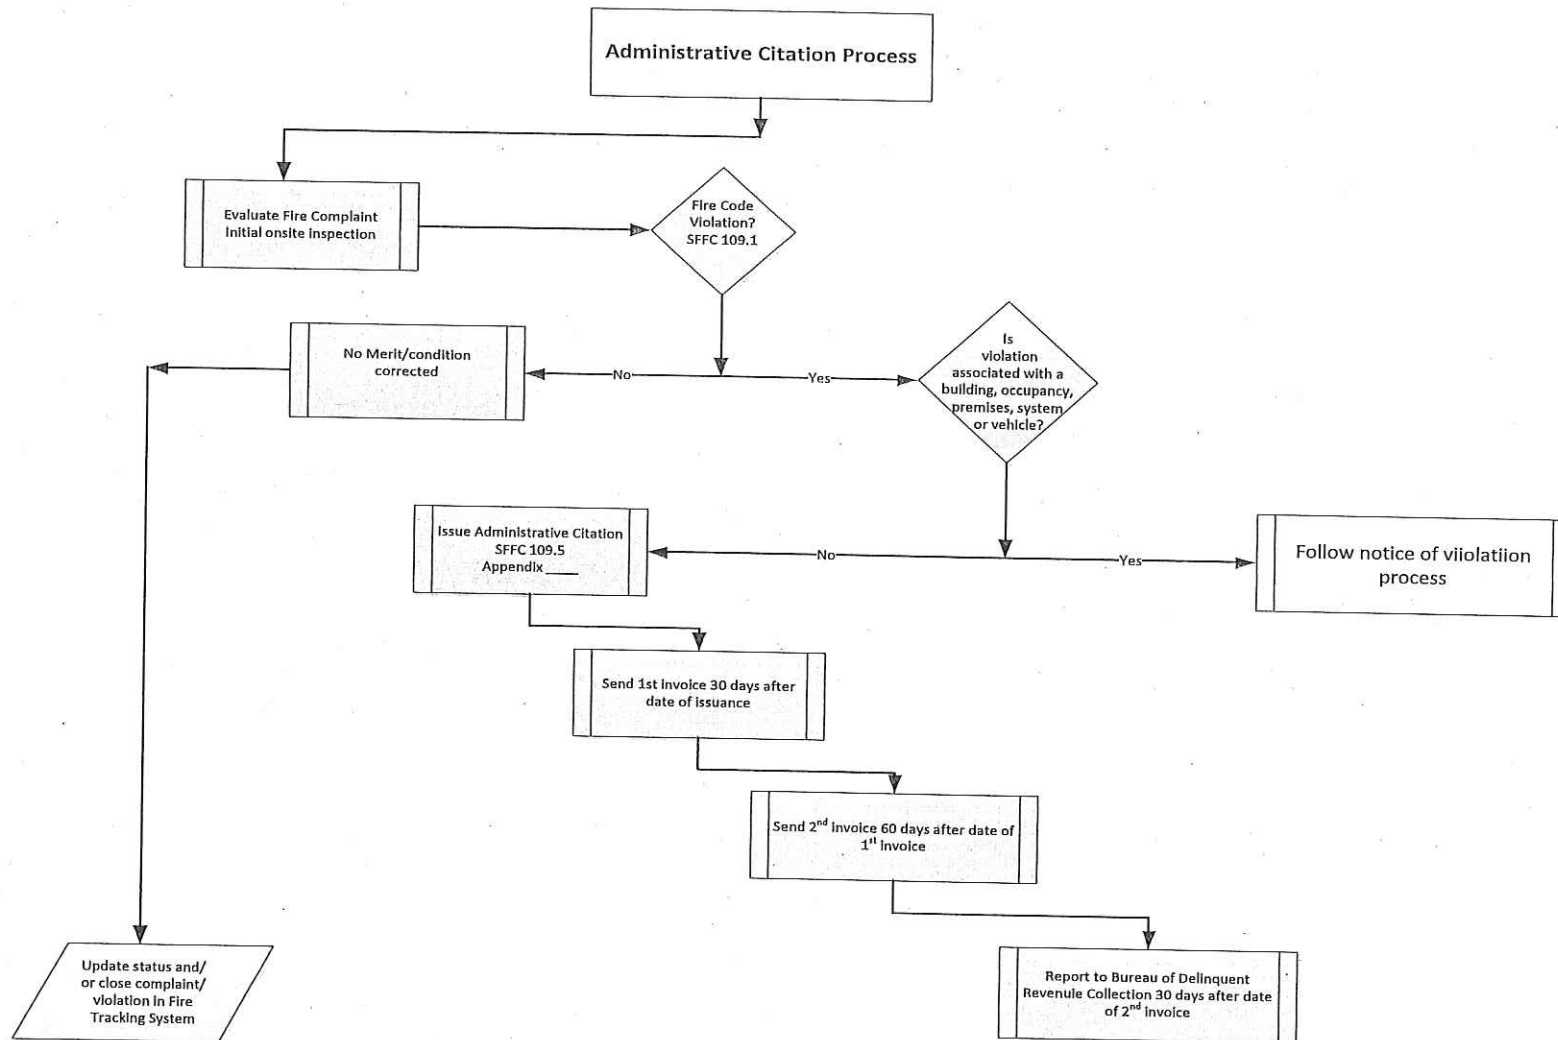 Administrative Citation Process
Evaluate Fire Complaint
Initial onsite inspection
Fire Code
Violation?
SFFC 109.1
No Merit/condition
corrected
No
Yes
Is
violation
associated with a
building, occupancy,
premises, system
or vehicle?
Issue Administrative Citation
SFFC 109.5
Appendix ____
No
Yes
Follow notice of viiolatiion
process
Send 1st invoice 30 days after
date of issuance
Send 2nd invoice 60 days after date of
1st invoice
Update status and/
or close complaint/
violation in Fire
Tracking System
Report to Bureau of Delinquent
Revenuie Collection 30 days after date
of 2nd invoice